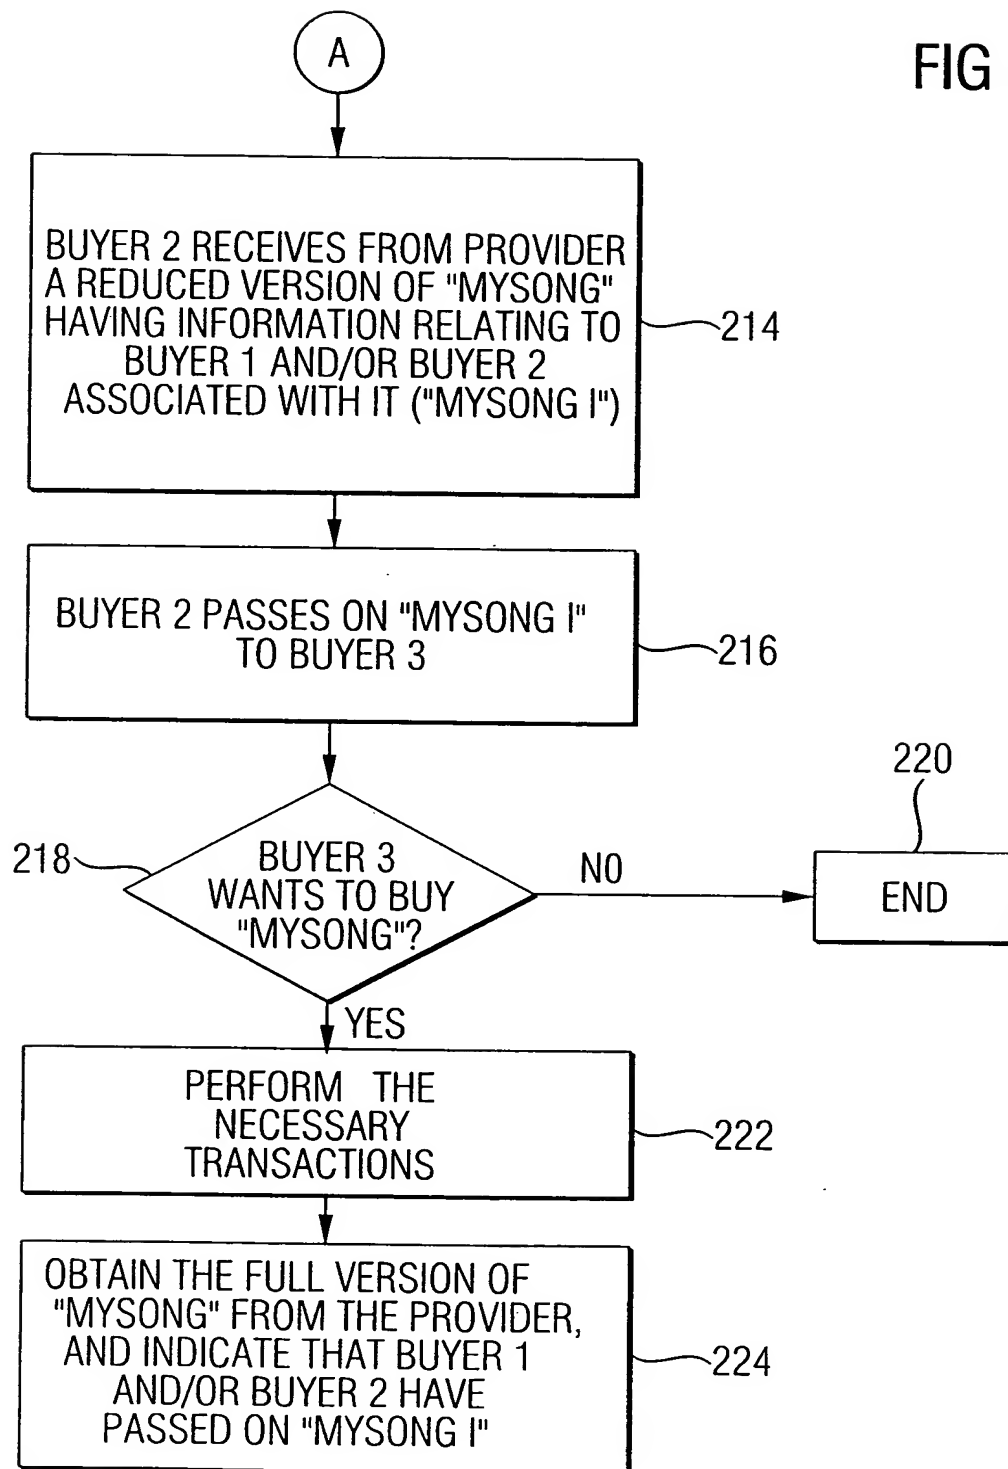 A
FIG
BUYER 2 RECEIVES FROM PROVIDER
A REDUCED VERSION OF "MYSONG"
HAVING INFORMATION RELATING TO
BUYER 1 AND/OR BUYER 2
ASSOCIATED WITH IT ("MYSONG I")
214
BUYER 2 PASSES ON "MYSONG I"
TO BUYER 3
216
220
218
BUYER 3
WANTS TO BUY
"MYSONG"?
NO
END
YES
PERFORM THE
NECESSARY
TRANSACTIONS
222
OBTAIN THE FULL VERSION OF
"MYSONG" FROM THE PROVIDER,
AND INDICATE THAT BUYER 1
AND/OR BUYER 2 HAVE
PASSED ON "MYSONG I"
224